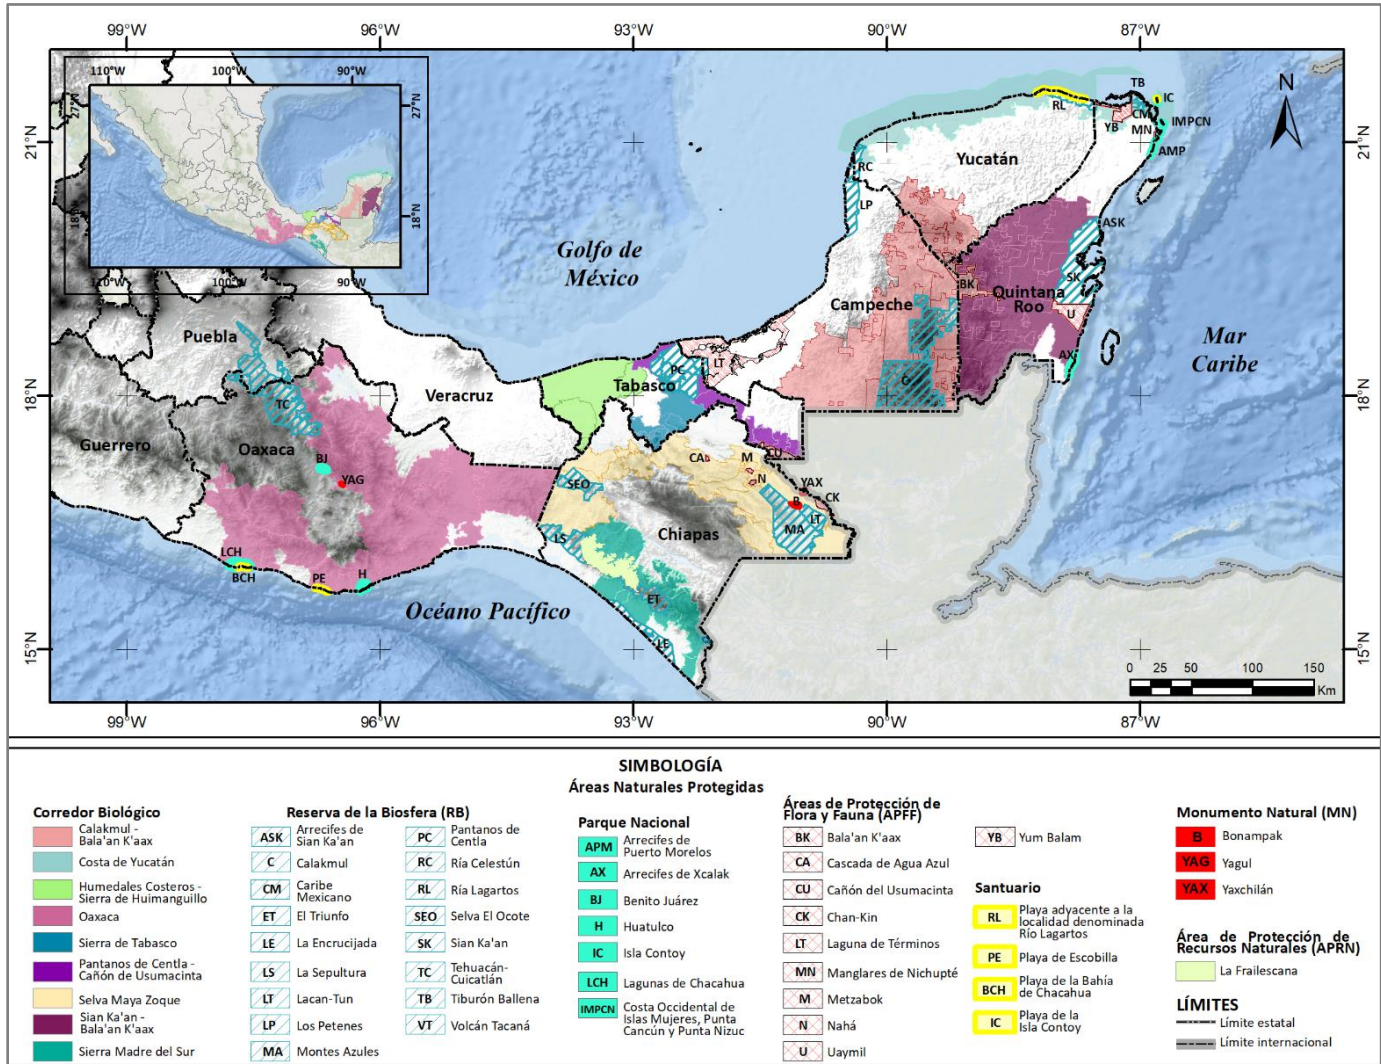 99°W
96°W
93°W
90°W
87°W
110°W
100°W
90°W
27°N
27°N
18°N
18°N
110°W
100°W
90°W
21°N
21°N
18°N
18°N
15°N
15°N
N
TB
IC
RL
CM
YB
MN
IMPCN
AMP
Yucatán
RC
LP
ASK
Golfo de
México
BK
SK
Campeche
Quintana
Roo
U
Mar
Caribe
Puebla
AX
LT
PC
Tabasco
C
Veracruz
TC
Guerrero
Oaxaca
BJ
YAG
CA
M
CU
SEO
N
YAX
CK
B
LT
MA
Chiapas
LS
LCH
BCH
PE
H
ET
Océano Pacífico
LE
0 25 50 100 150
Km
99°W
96°W
93°W
90°W
87°W
SIMBOLOGÍA
Áreas Naturales Protegidas
Corredor Biológico
Calakmul -
Bala'an K'aax
Costa de Yucatán
Humedales Costeros -
Sierra de Huimanguillo
Oaxaca
Sierra de Tabasco
Pantanos de Centla -
Cañón de Usumacinta
Selva Maya Zoque
Sian Ka'an -
Bala'an K'aax
Sierra Madre del Sur
Reserva de la Biosfera (RB)
ASK Arrecifes de
Sian Ka'an
C Calakmul
CM Caribe
Mexicano
ET El Triunfo
LE La Encrucijada
LS La Sepultura
LT Lacan-Tun
LP Los Petenes
MA Montes Azules
PC Pantanos de
Centla
RC Ría Celestún
RL Ría Lagartos
SEO Selva El Ocote
SK Sian Ka'an
TC Tehuacán-
Cuicatlán
TB Tiburón Ballena
VT Volcán Tacaná
Parque Nacional
APM Arrecifes de
Puerto Morelos
AX Arrecifes de Xcalak
BJ Benito Juárez
H Huatulco
IC Isla Contoy
LCH Lagunas de Chacahua
IMPCN Costa Occidental de
Islas Mujeres, Punta
Cancún y Punta Nizuc
Áreas de Protección de
Flora y Fauna (APFF)
BK Bala'an K'aax
CA Cascada de Agua Azul
CU Cañón del Usumacinta
CK Chan-Kin
LT Laguna de Términos
MN Manglares de Nichupté
M Metzabok
N Nahá
U Uaymil
YB Yum Balam
Santuario
RL Playa adyacente a la
localidad denominada
Río Lagartos
PE Playa de Escobilla
BCH Playa de la Bahía
de Chacahua
IC Playa de la
Isla Contoy
Monumento Natural (MN)
B Bonampak
YAG Yagul
YAX Yaxchilán
Área de Protección de
Recursos Naturales (APRN)
La Frailescana
LÍMITES
Límite estatal
Límite internacional